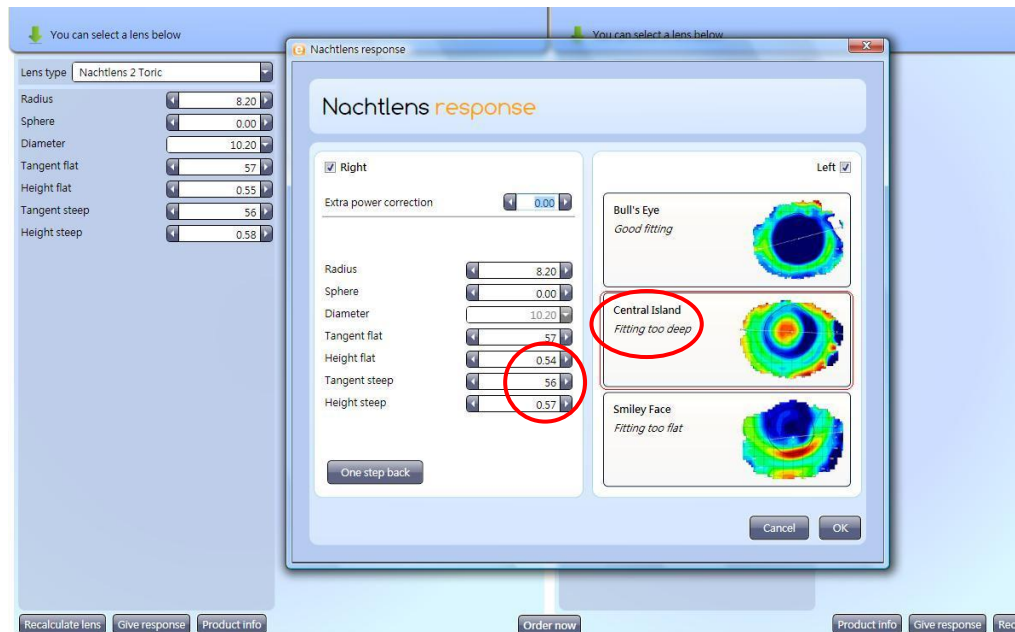 You can select a lens below
You can select a lens below
Nachtlens response
Lens type Nachtlens 2 Toric
Radius 8.20
Sphere 0.00
Diameter 10.20
Tangent flat 57
Height flat 0.55
Tangent steep 56
Height steep 0.58
Nachtlens response
Right
Extra power correction 0.00
Radius 8.20
Sphere 0.00
Diameter 10.20
Tangent flat 57
Height flat 0.54
Tangent steep 56
Height steep 0.57
One step back
Left
Bull's Eye
Good fitting
Central Island
Fitting too deep
Smiley Face
Fitting too flat
Cancel OK
Recalculate lens Give response Product info Order now Product info Give response Rec